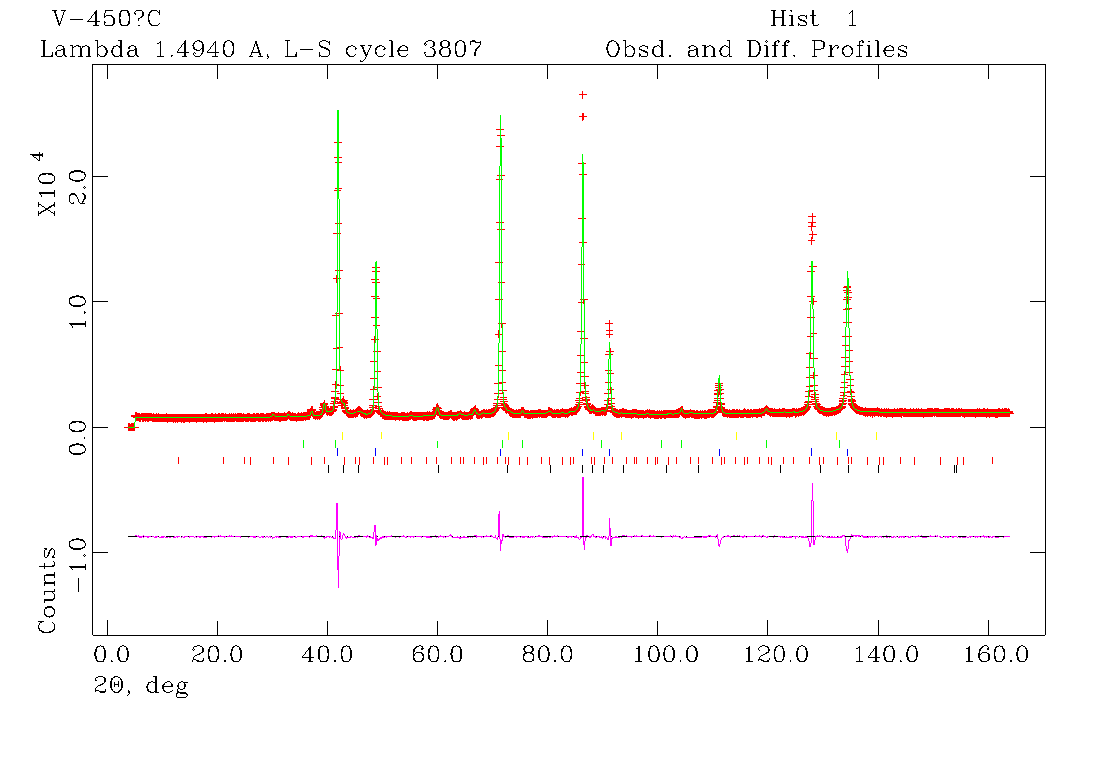 V-450?C Hist 1
Lambda 1.4940 A, L-S cycle 3807 Obsd. and Diff. Profiles
X10 4
2.0
1.0
0.0
-1.0
Counts
0.0 20.0 40.0 60.0 80.0 100.0 120.0 140.0 160.0
2Θ, deg